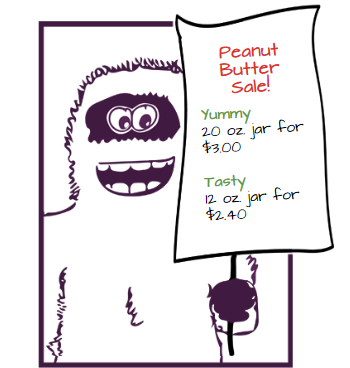 Peanut
Butter
Sale!
Yummy
20 oz jar for
$3.00
Tasty
12 oz jar for
$2.40